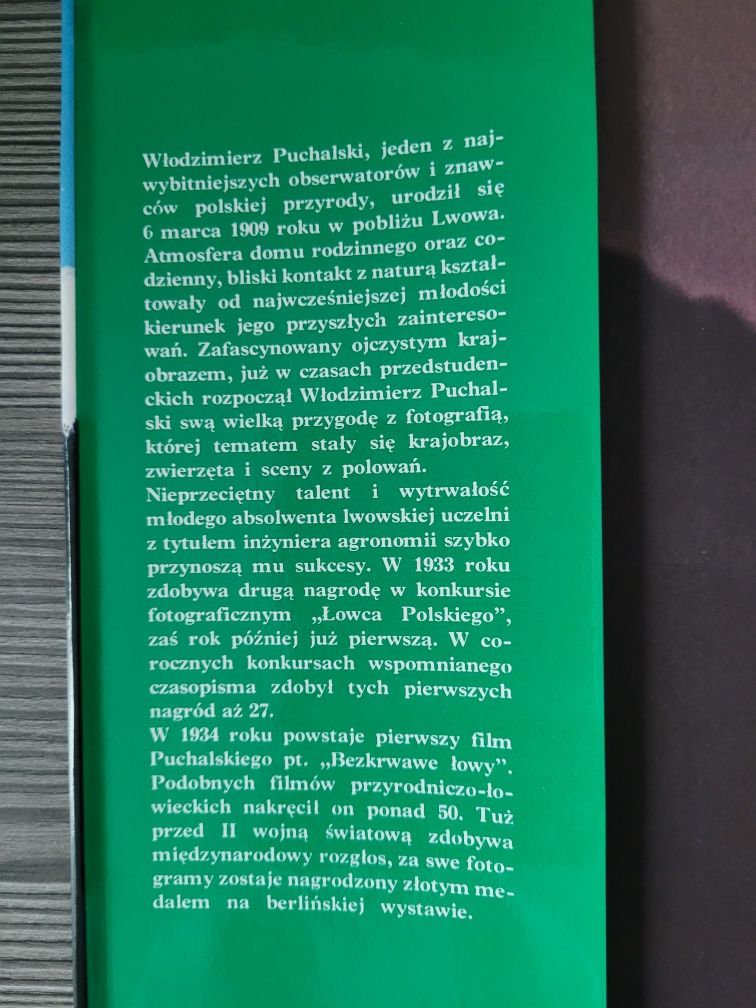 Włodzimierz Puchalski, jeden z naj-
wybitniejszych obserwatorów i znaw-
ców polskiej przyrody, urodził się
6 marca 1909 roku w pobliżu Lwowa.
Atmosfera domu rodzinnego oraz co-
dzienny, bliski kontakt z naturą kształ-
towały od najwcześniejszej młodości
kierunek jego przyszłych zaintereso-
wań. Zafascynowany ojczystym kraj-
obrazem, już w czasach przedstuden-
ckich rozpoczął Włodzimierz Puchal-
ski swą wielką przygodę z fotografią,
której tematem stały się krajobraz,
zwierzęta i sceny z polowań.
Nieprzeciętny talent i wytrwałość
młodego absolwenta lwowskiej uczelni
z tytułem inżyniera agronomii szybko
przynoszą mu sukcesy. W 1933 roku
zdobywa drugą nagrodę w konkursie
fotograficznym „Łowca Polskiego”,
zaś rok później już pierwszą. W co-
rocznych konkursach wspomnianego
czasopisma zdobył tych pierwszych
nagród aż 27.
W 1934 roku powstaje pierwszy film
Puchalskiego pt. „Bezkrwawe łowy”.
Podobnych filmów przyrodniczo-ło-
wieckich nakręcił on ponad 50. Tuż
przed II wojną światową zdobywa
międzynarodowy rozgłos, za swe foto-
gramy zostaje nagrodzony złotym me-
dalem na berlińskiej wystawie.